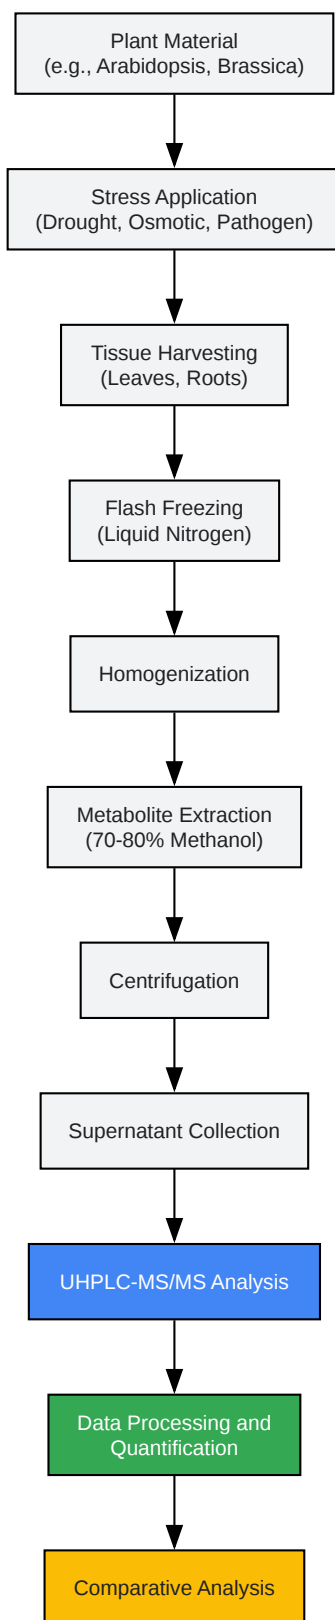 Plant Material
(e.g., Arabidopsis, Brassica)
Stress Application
(Drought, Osmotic, Pathogen)
Tissue Harvesting
(Leaves, Roots)
Flash Freezing
(Liquid Nitrogen)
Homogenization
Metabolite Extraction
(70-80% Methanol)
Centrifugation
Supernatant Collection
UHPLC-MS/MS Analysis
Data Processing and
Quantification
Comparative Analysis